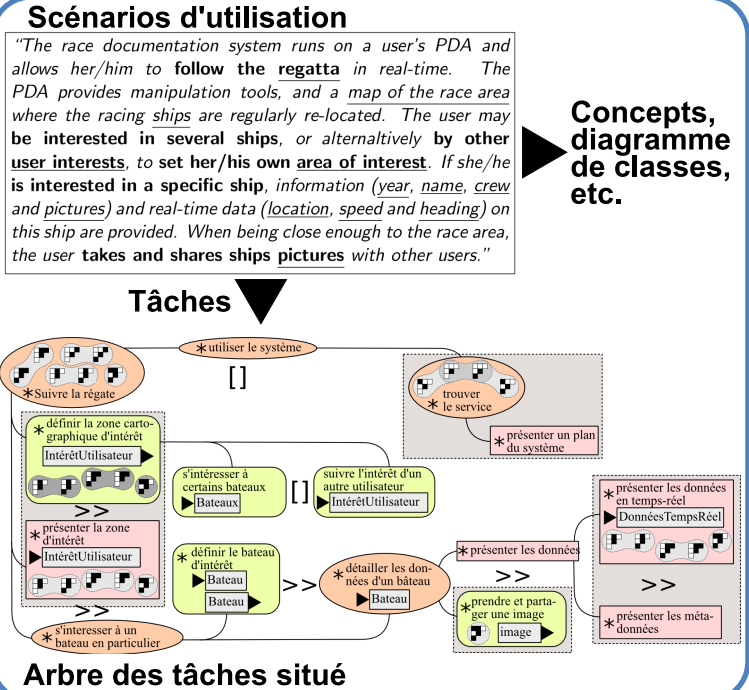 Scénarios d'utilisation
“The race documentation system runs on a user's PDA and
allows her/him to follow the regatta in real-time. The
PDA provides manipulation tools, and a map of the race area
where the racing ships are regularly re-located. The user may
be interested in several ships, or alternaltively by other
user interests, to set her/his own area of interest. If she/he
is interested in a specific ship, information (year, name, crew
and pictures) and real-time data (location, speed and heading) on
this ship are provided. When being close enough to the race area,
the user takes and shares ships pictures with other users.”
Concepts,
diagramme
de classes,
etc.
Tâches
*utiliser le système
[]
*Suivre la régate
*trouver
le service
*présenter un plan
du système
*définir la zone carto-
graphique d'intérêt
IntérêtUtilisateur
>>
s'intéresser à
certains bateaux
Bateaux
[]
suivre l'intérêt d'un
autre utilisateur
IntérêtUtilisateur
*présenter la zone
d'intérêt
IntérêtUtilisateur
>>
*définir le bateau
d'intérêt
Bateau
Bateau
>>
*détailler les don-
nées d'un bâteau
Bateau
*présenter les données
>>
*prendre et parta-
ger une image
image
*présenter les données
en temps-réel
DonnéesTempsRéel
>>
*présenter les méta-
données
*s'interesser à un
bateau en particulier
Arbre des tâches situé